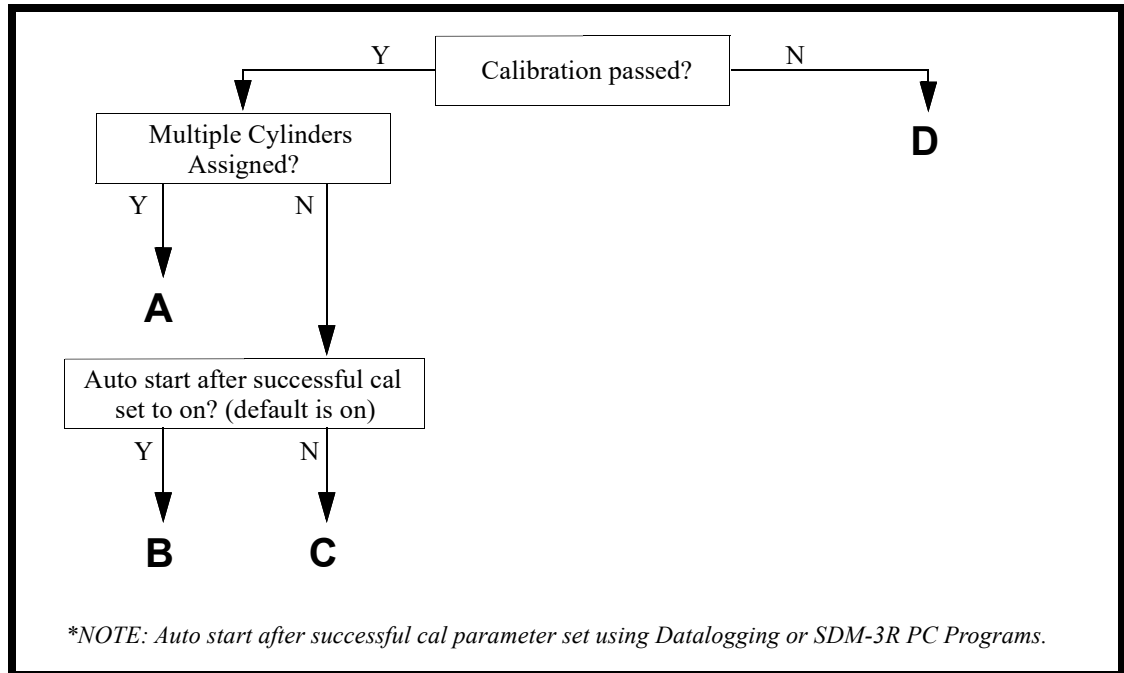 Y
Calibration passed?
N
Multiple Cylinders
Assigned?
D
Y
N
A
Auto start after successful cal
set to on? (default is on)
Y
N
B
C
*NOTE: Auto start after successful cal parameter set using Datalogging or SDM-3R PC Programs.